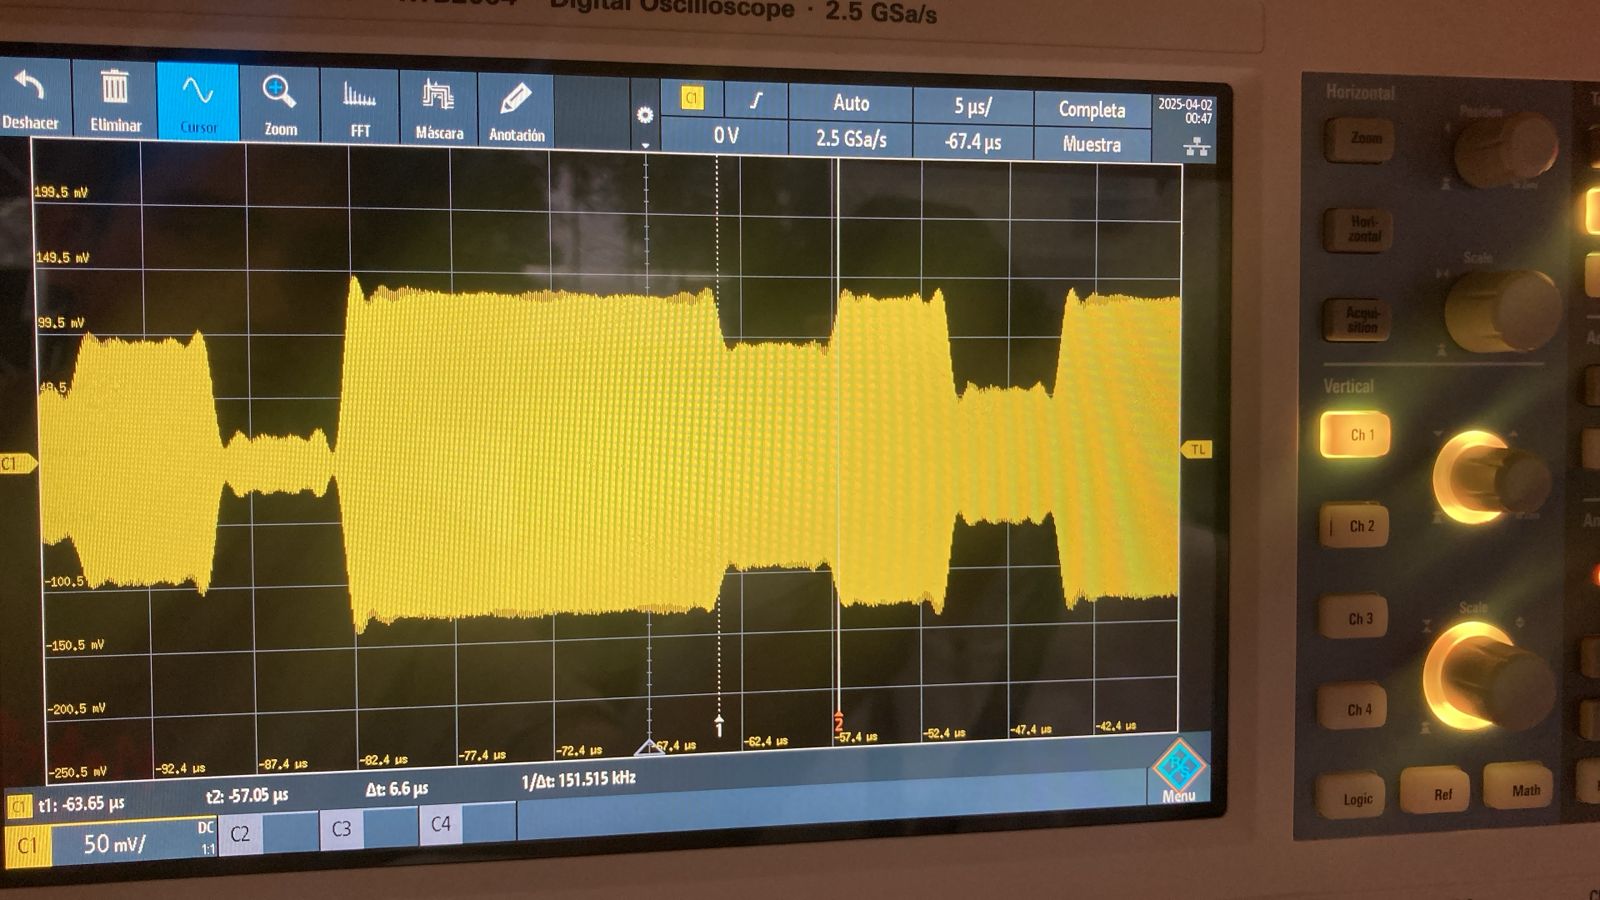 Digital Oscilloscope · 2.5 GSa/s
Deshacer
Eliminar
Cursor
Zoom
FFT
Máscara
Anotación
C1
Auto
5 µs/
Completa
2025-04-02
00:47
0 V
2.5 GSa/s
-67.4 µs
Muestra
199.5 mV
149.5 mV
99.5 mV
C1
TL
-100.5
-150.5 mV
-200.5 mV
-250.5 mV
1
2
-92.4 µs
-87.4 µs
-82.4 µs
-77.4 µs
-72.4 µs
-67.4 µs
-62.4 µs
-57.4 µs
-52.4 µs
-47.4 µs
-42.4 µs
C1
t1: -63.65 µs
t2: -57.05 µs
Δt: 6.6 µs
1/Δt: 151.515 kHz
R&S
Menu
C1
50 mV/
DC
1:1
C2
C3
C4
Horizontal
Position
Zoom
Hori-
zontal
Scale
Acqui-
sition
Vertical
Ch 1
Ch 2
Ch 3
Scale
Ch 4
Logic
Ref
Math